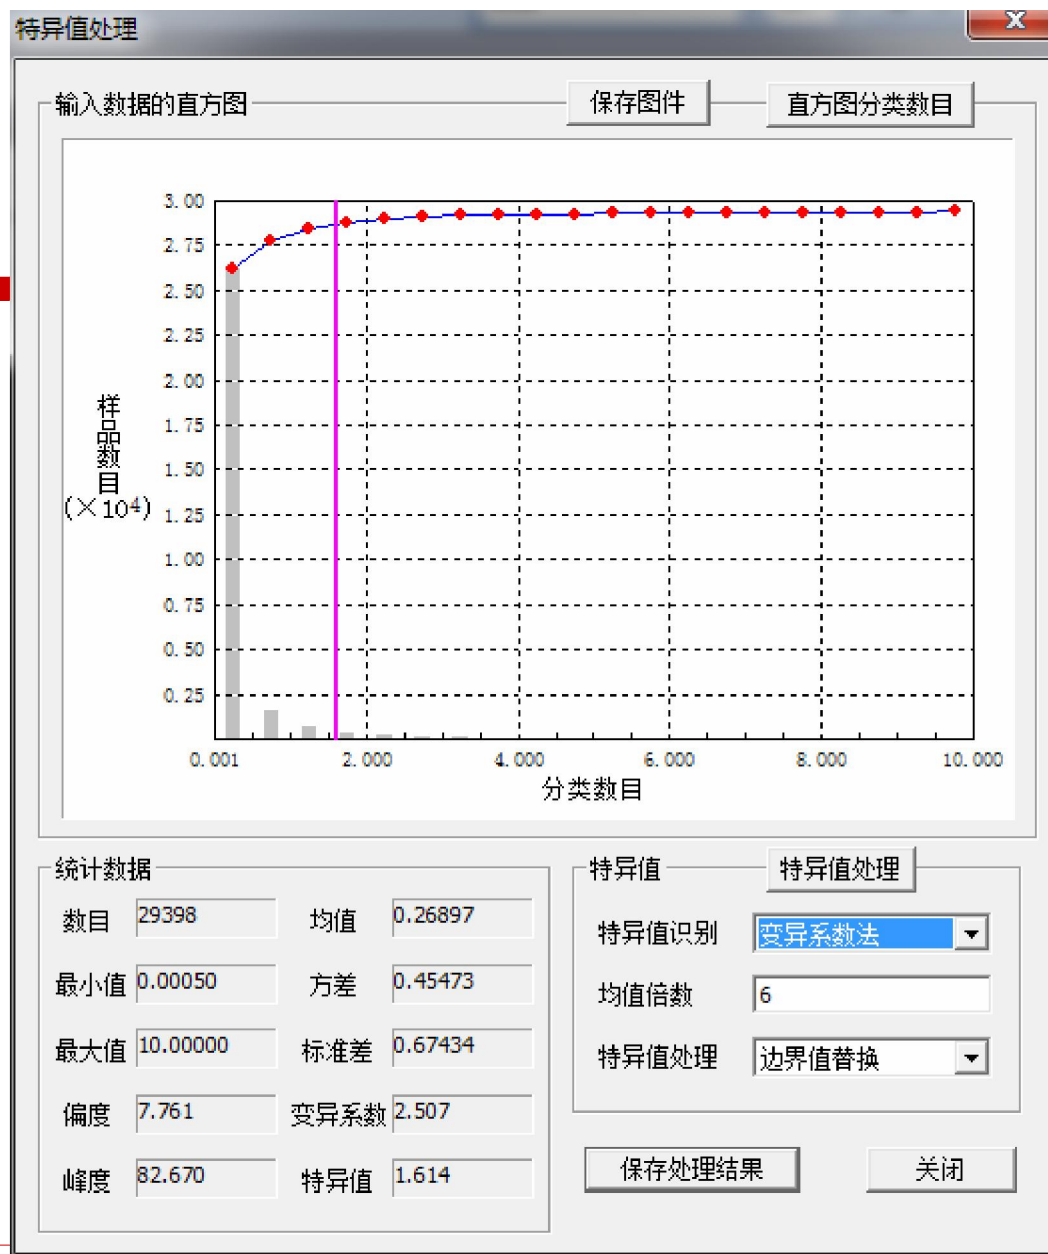 特异值处理
输入数据的直方图
保存图件
直方图分类数目
3.00
2.75
2.50
2.25
2.00
1.75
1.50
1.25
1.00
0.75
0.50
0.25
样品数目
(×10⁴)
0.001 2.000 4.000 6.000 8.000 10.000
分类数目
统计数据
数目 29398 均值 0.26897
最小值 0.00050 方差 0.45473
最大值 10.00000 标准差 0.67434
偏度 7.761 变异系数 2.507
峰度 82.670 特异值 1.614
特异值 特异值处理
特异值识别 变异系数法
均值倍数 6
特异值处理 边界值替换
保存处理结果 关闭